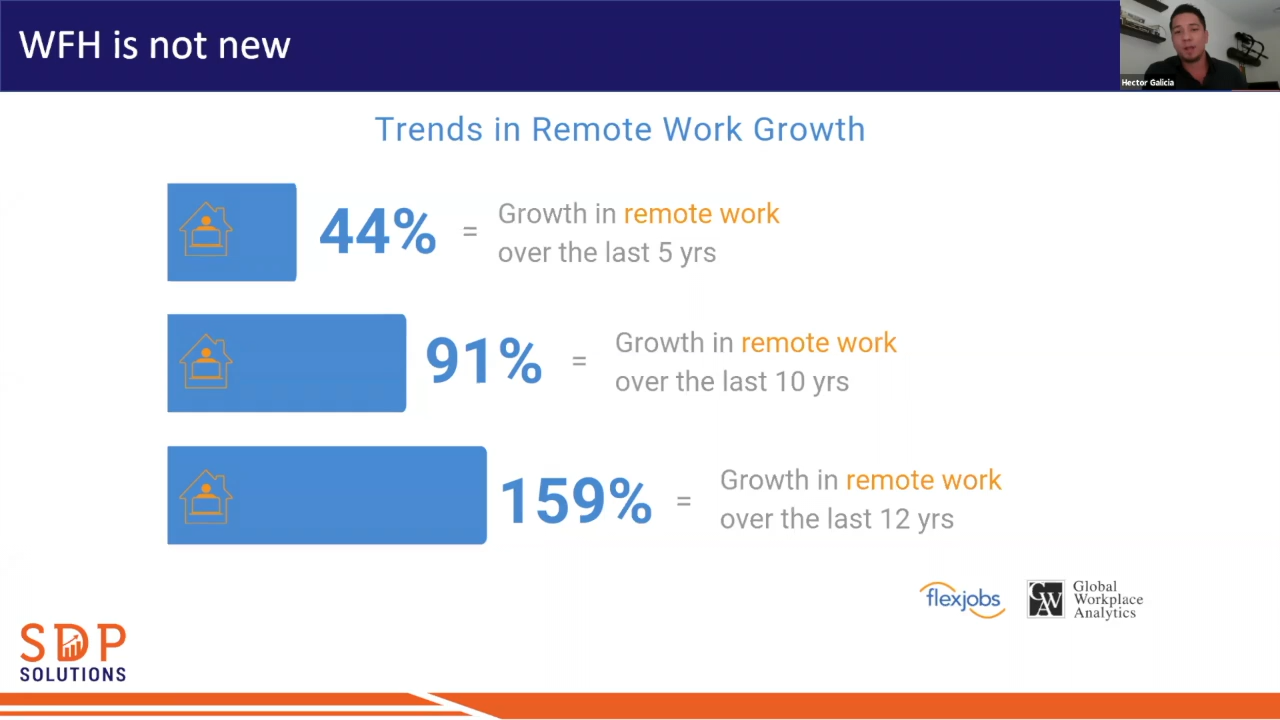 WFH is not new
Hector Galicia
Trends in Remote Work Growth
44% = Growth in remote work
over the last 5 yrs
91% = Growth in remote work
over the last 10 yrs
159% = Growth in remote work
over the last 12 yrs
flexjobs
GWA
Global
Workplace
Analytics
SDP
SOLUTIONS